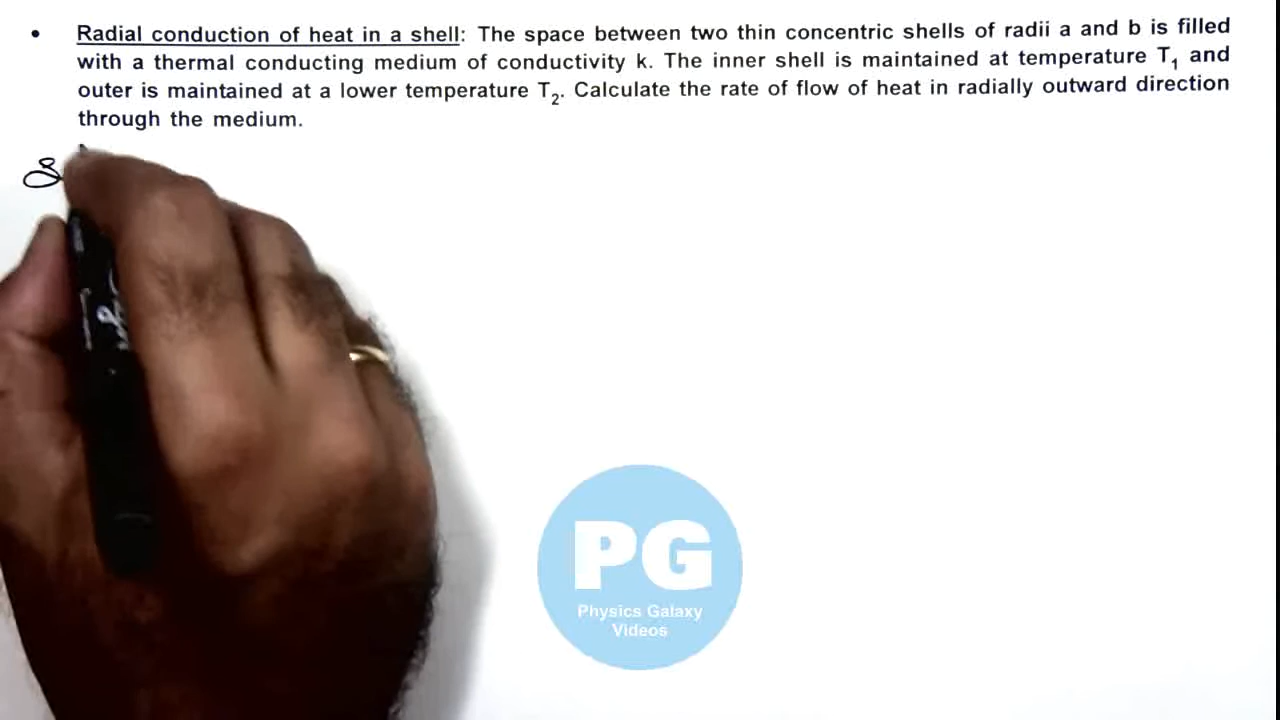 • Radial conduction of heat in a shell: The space between two thin concentric shells of radii a and b is filled
with a thermal conducting medium of conductivity k. The inner shell is maintained at temperature T₁ and
outer is maintained at a lower temperature T₂. Calculate the rate of flow of heat in radially outward direction
through the medium.
PG
Physics Galaxy
Videos